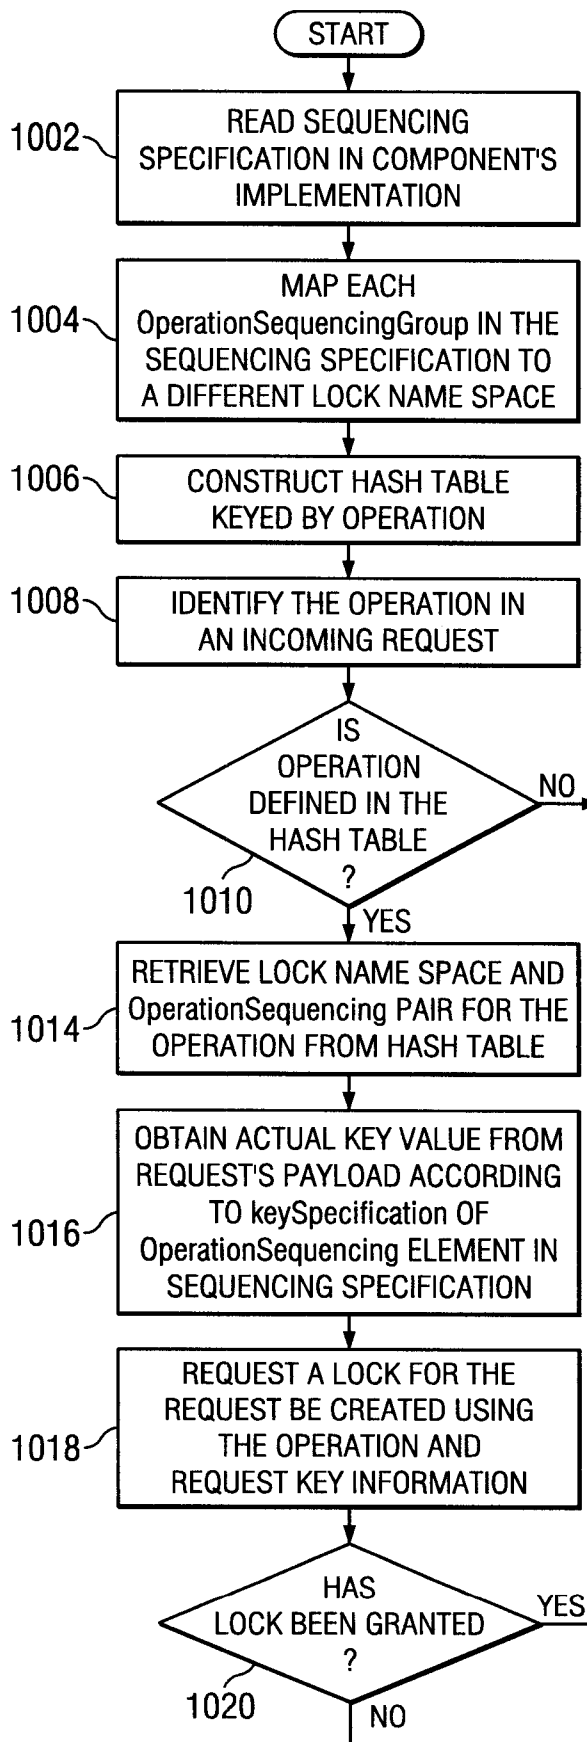 START
1002
READ SEQUENCING
SPECIFICATION IN COMPONENT'S
IMPLEMENTATION
1004
MAP EACH
OperationSequencingGroup IN THE
SEQUENCING SPECIFICATION TO
A DIFFERENT LOCK NAME SPACE
1006
CONSTRUCT HASH TABLE
KEYED BY OPERATION
1008
IDENTIFY THE OPERATION IN
AN INCOMING REQUEST
IS
OPERATION
DEFINED IN THE
HASH TABLE
?
NO
1010
YES
1014
RETRIEVE LOCK NAME SPACE AND
OperationSequencing PAIR FOR THE
OPERATION FROM HASH TABLE
1016
OBTAIN ACTUAL KEY VALUE FROM
REQUEST'S PAYLOAD ACCORDING
TO keySpecification OF
OperationSequencing ELEMENT IN
SEQUENCING SPECIFICATION
1018
REQUEST A LOCK FOR THE
REQUEST BE CREATED USING
THE OPERATION AND
REQUEST KEY INFORMATION
HAS
LOCK BEEN GRANTED
?
YES
1020
NO